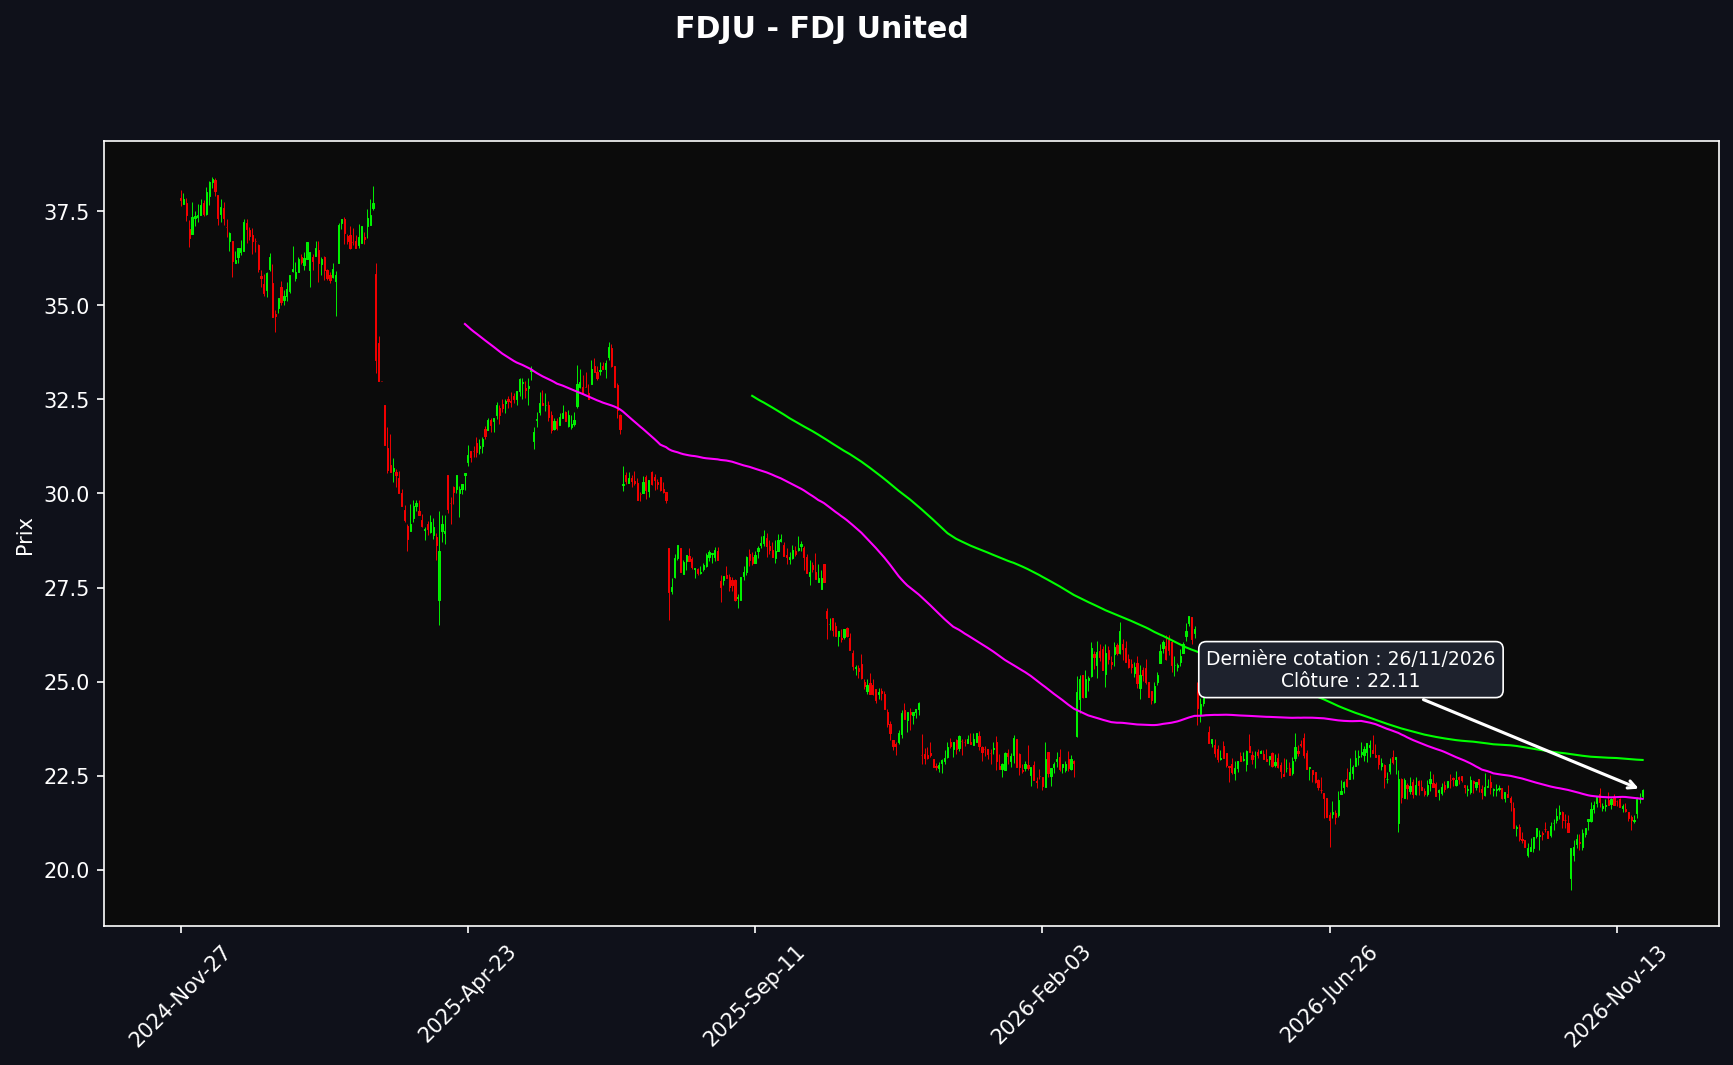 FDJU - FDJ United
Prix
37.5
35.0
32.5
30.0
27.5
25.0
22.5
20.0
Dernière cotation : 26/11/2026
Clôture : 22.11
2024-Nov-27
2025-Apr-23
2025-Sep-11
2026-Feb-03
2026-Jun-26
2026-Nov-13